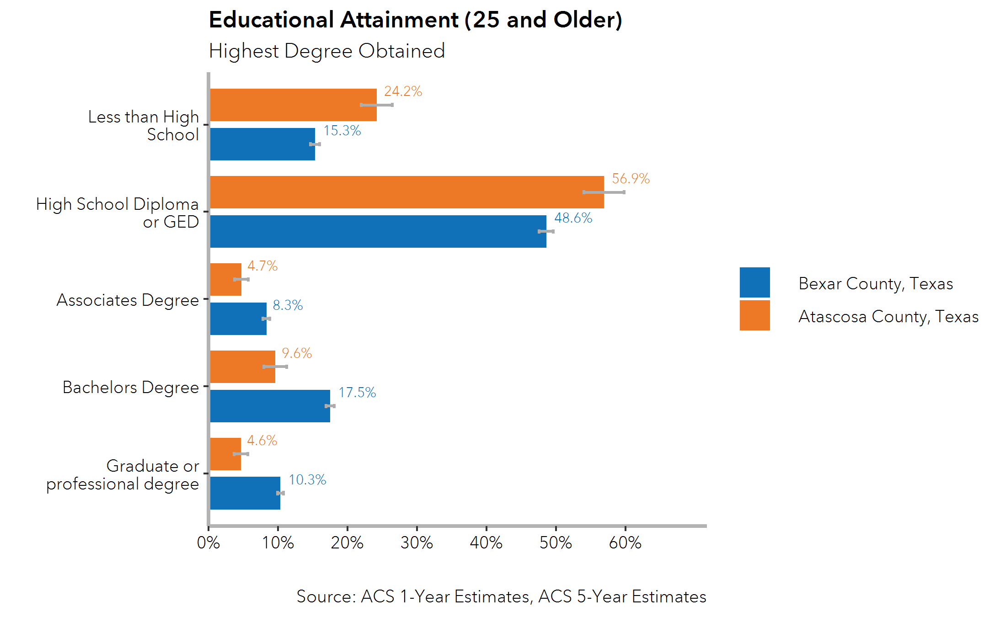 Educational Attainment (25 and Older)
Highest Degree Obtained
24.2%
Less than High
School
15.3%
56.9%
High School Diploma
or GED
48.6%
4.7%
Associates Degree
8.3%
9.6%
Bachelors Degree
17.5%
4.6%
Graduate or
professional degree
10.3%
Bexar County, Texas
Atascosa County, Texas
0% 10% 20% 30% 40% 50% 60%
Source: ACS 1-Year Estimates, ACS 5-Year Estimates